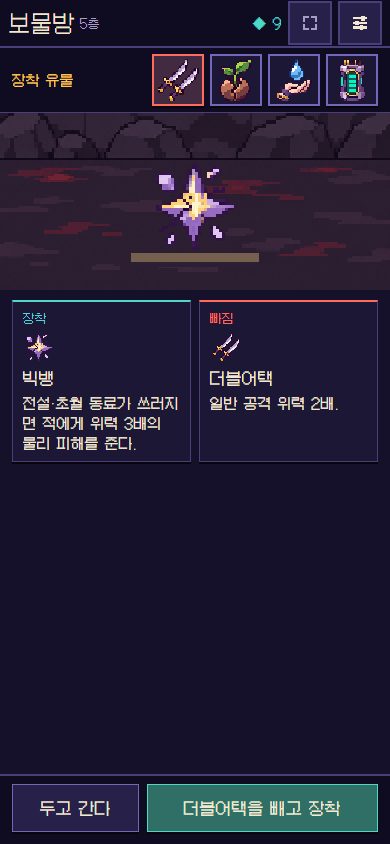 보물방 5층
9
장착 유물
장착
빅뱅
전설·초월 동료가 쓰러지
면 적에게 위력 3배의
물리 피해를 준다.
빠짐
더블어택
일반 공격 위력 2배.
두고 간다
더블어택을 빼고 장착